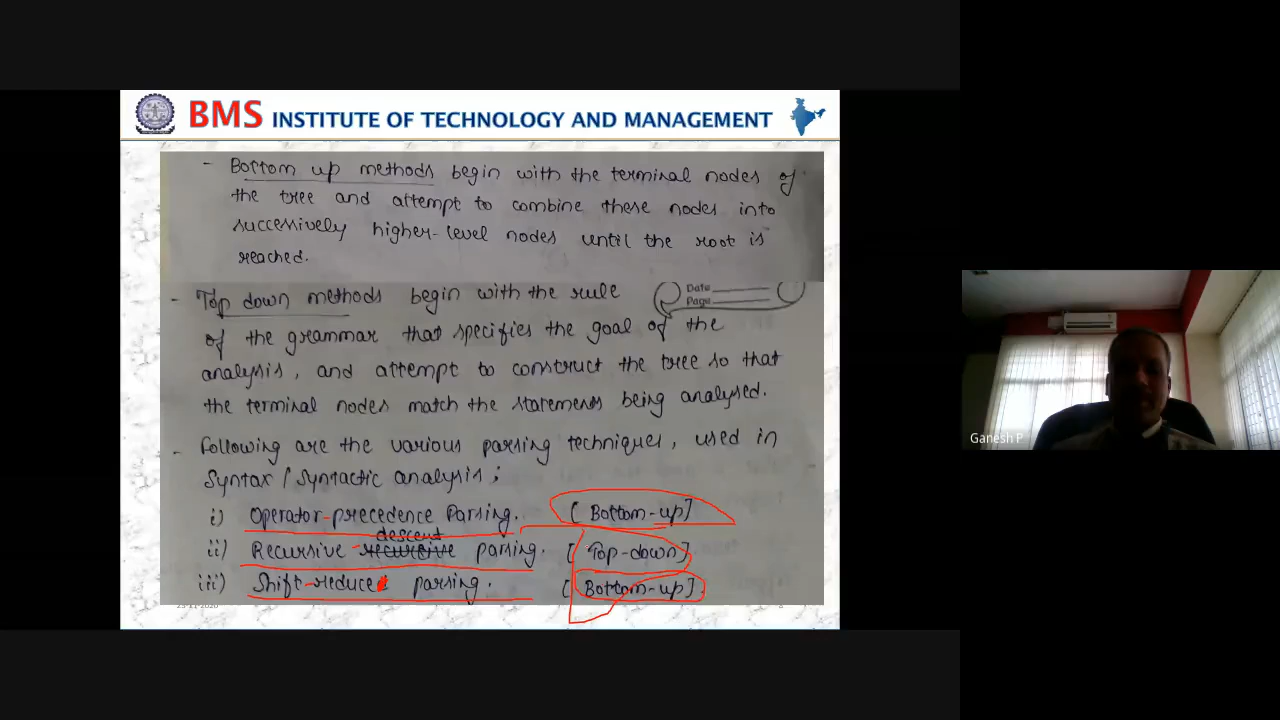 BMS INSTITUTE OF TECHNOLOGY AND MANAGEMENT
- Bottom up methods begin with the terminal nodes of
the tree and attempt to combine these nodes into
successively higher-level nodes until the root is
reached.
Date
Page
- Top down methods begin with the rule
of the grammar that specifies the goal of the
analysis, and attempt to construct the tree so that
the terminal nodes match the statements being analysed.
- Following are the various parsing techniques, used in
Syntax / Syntactic analysis ;
i) Operator-precedence Parsing. [Bottom-up]
descent
ii) Recursive - recursive parsing. [Top-down]
iii) Shift-reduce parsing. [Bottom-up].
Ganesh P